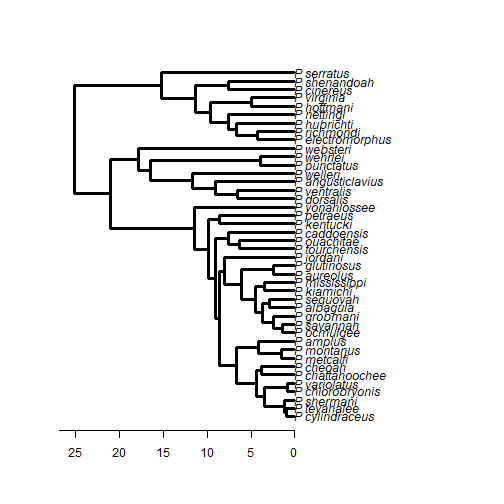 P serratus
P shenandoah
P cinereus
P virginia
P hoffmani
P nettingi
P hubrichti
P richmondi
P electromorphus
P websteri
P wehrlei
P punctatus
P welleri
P angusticlavius
P ventralis
P dorsalis
P yonahlossee
P petraeus
P kentucki
P caddoensis
P ouachitae
P fourchensis
P jordani
P glutinosus
P aureolus
P mississippi
P kiamichi
P sequoyah
P albagula
P grobmani
P savannah
P ocmulgee
P amplus
P montanus
P metcalfi
P cheoah
P chattahoochee
P variolatus
P chlorobryonis
P shermani
P teyahalee
P cylindraceus
25 20 15 10 5 0